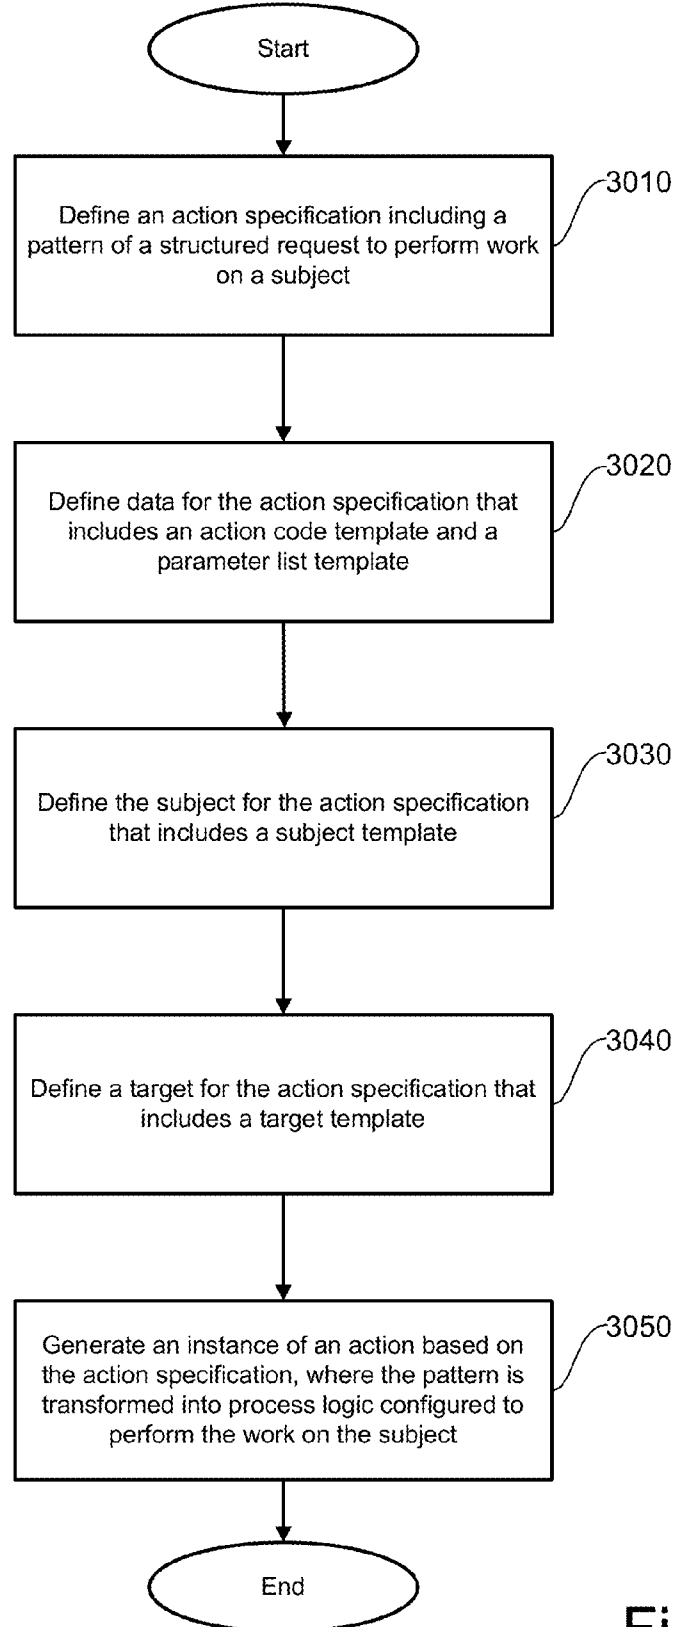 Start
3010
Define an action specification including a
pattern of a structured request to perform work
on a subject
3020
Define data for the action specification that
includes an action code template and a
parameter list template
3030
Define the subject for the action specification
that includes a subject template
3040
Define a target for the action specification that
includes a target template
3050
Generate an instance of an action based on
the action specification, where the pattern is
transformed into process logic configured to
perform the work on the subject
End